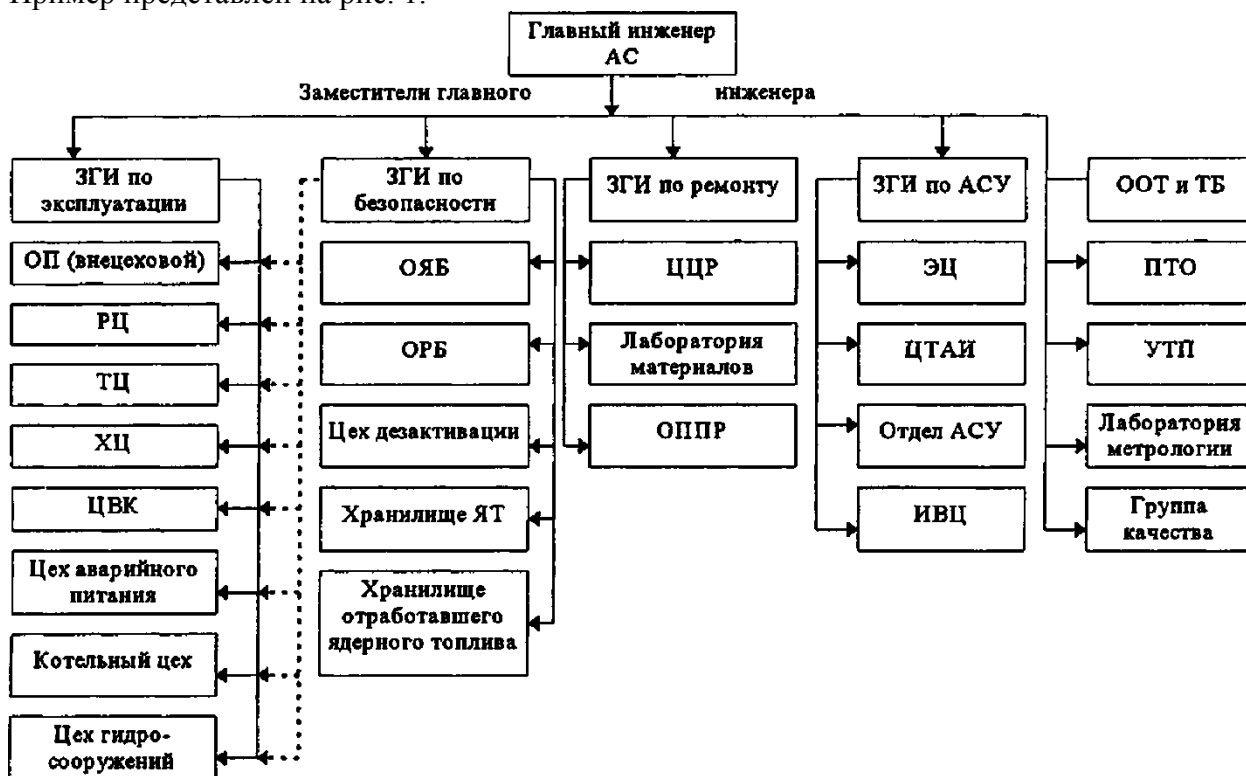 Пример представлен на рис. 1.
Главный инженер
АС
Заместители главного инженера
ЗГИ по
эксплуатации
ОП (внецеховой)
РЦ
ТЦ
ХЦ
ЦВК
Цех аварийного
питания
Котельный цех
Цех гидро-
сооружений
ЗГИ по
безопасности
ОЯБ
ОРБ
Цех дезактивации
Хранилище ЯТ
Хранилище
отработавшего
ядерного топлива
ЗГИ по ремонту
ЦЦР
Лаборатория
материалов
ОППР
ЗГИ по АСУ
ЭЦ
ЦТАИ
Отдел АСУ
ИВЦ
ООТ и ТБ
ПТО
УТП
Лаборатория
метрологии
Группа
качества